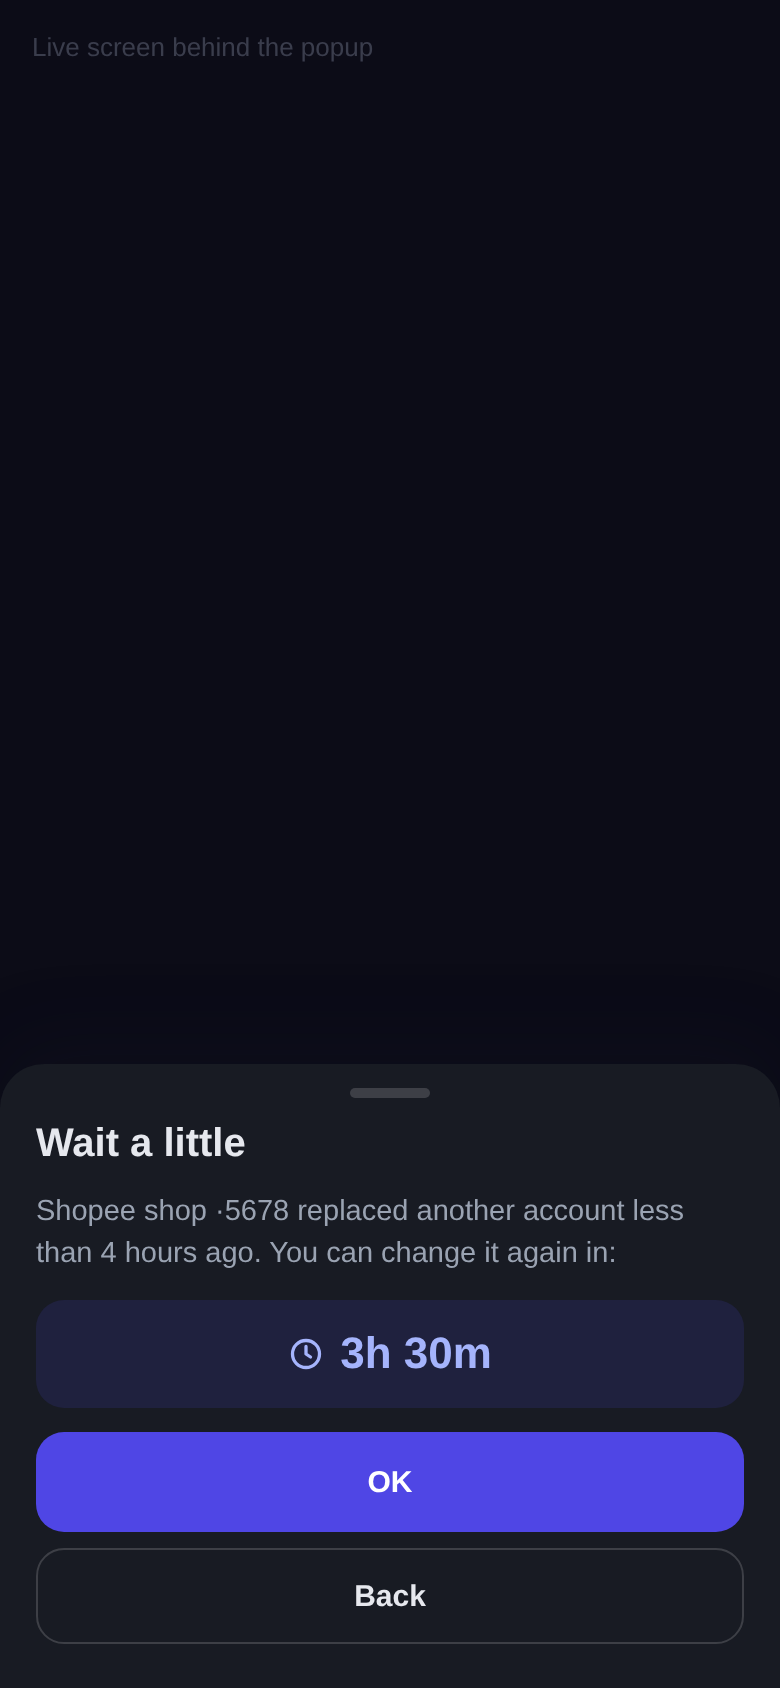 Live screen behind the popup
Wait a little
Shopee shop ·5678 replaced another account less
than 4 hours ago. You can change it again in:
3h 30m
OK
Back